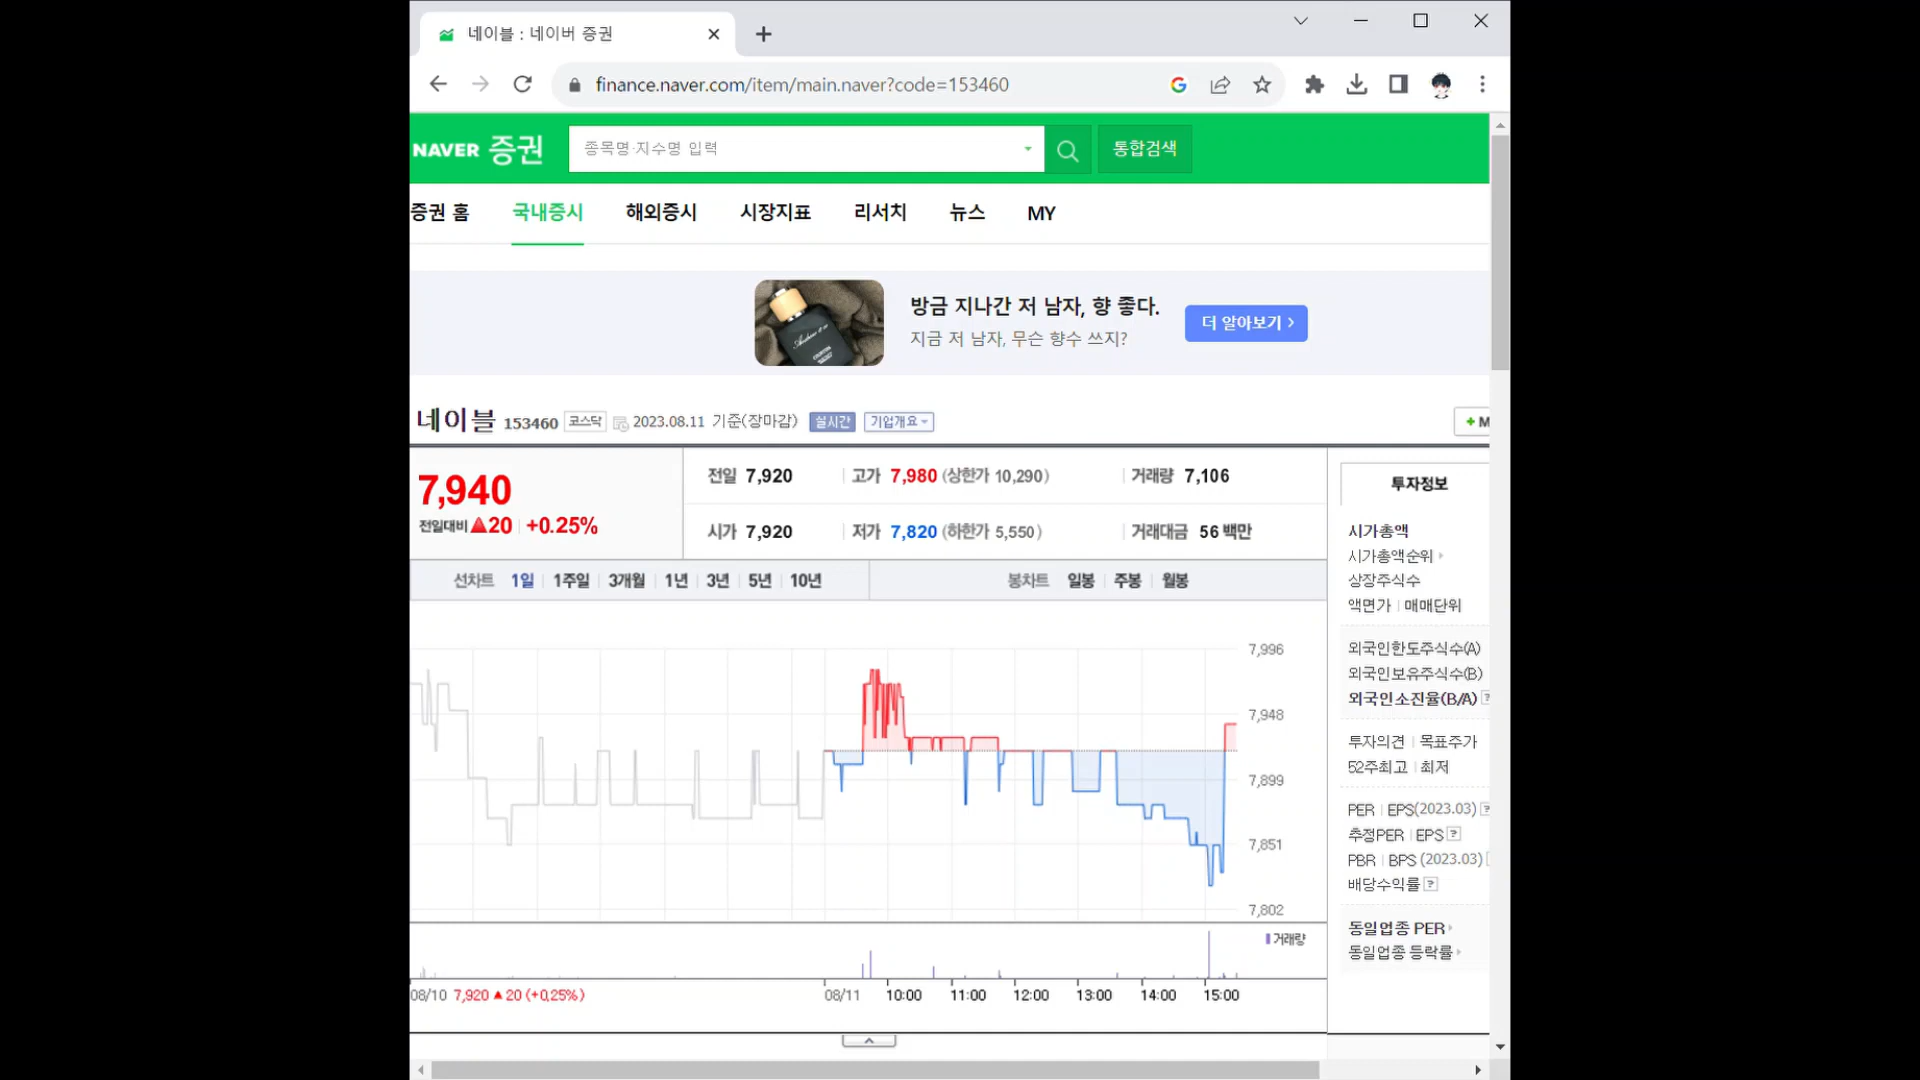 네이블 : 네이버 증권
finance.naver.com/item/main.naver?code=153460
NAVER 증권
종목명·지수명 입력
통합검색
증권 홈 국내증시 해외증시 시장지표 리서치 뉴스 MY
방금 지나간 저 남자, 향 좋다.
지금 저 남자, 무슨 향수 쓰지?
더 알아보기
네이블 153460 코스닥 2023.08.11 기준(장마감) 실시간 기업개요
+ M
7,940
전일대비 ▲20 +0.25%
전일 7,920 고가 7,980 (상한가 10,290) 거래량 7,106
시가 7,920 저가 7,820 (하한가 5,550) 거래대금 56 백만
선차트 1일 1주일 3개월 1년 3년 5년 10년 봉차트 일봉 주봉 월봉
7,996
7,948
7,899
7,851
7,802
거래량
08/10 7,920 ▲ 20 (+0.25%) 08/11 10:00 11:00 12:00 13:00 14:00 15:00
투자정보
시가총액
시가총액순위
상장주식수
액면가 | 매매단위
외국인한도주식수(A)
외국인보유주식수(B)
외국인소진율(B/A) ?
투자의견 | 목표주가
52주최고 | 최저
PER | EPS(2023.03) ?
추정PER | EPS ?
PBR | BPS (2023.03)
배당수익률 ?
동일업종 PER
동일업종 등락률